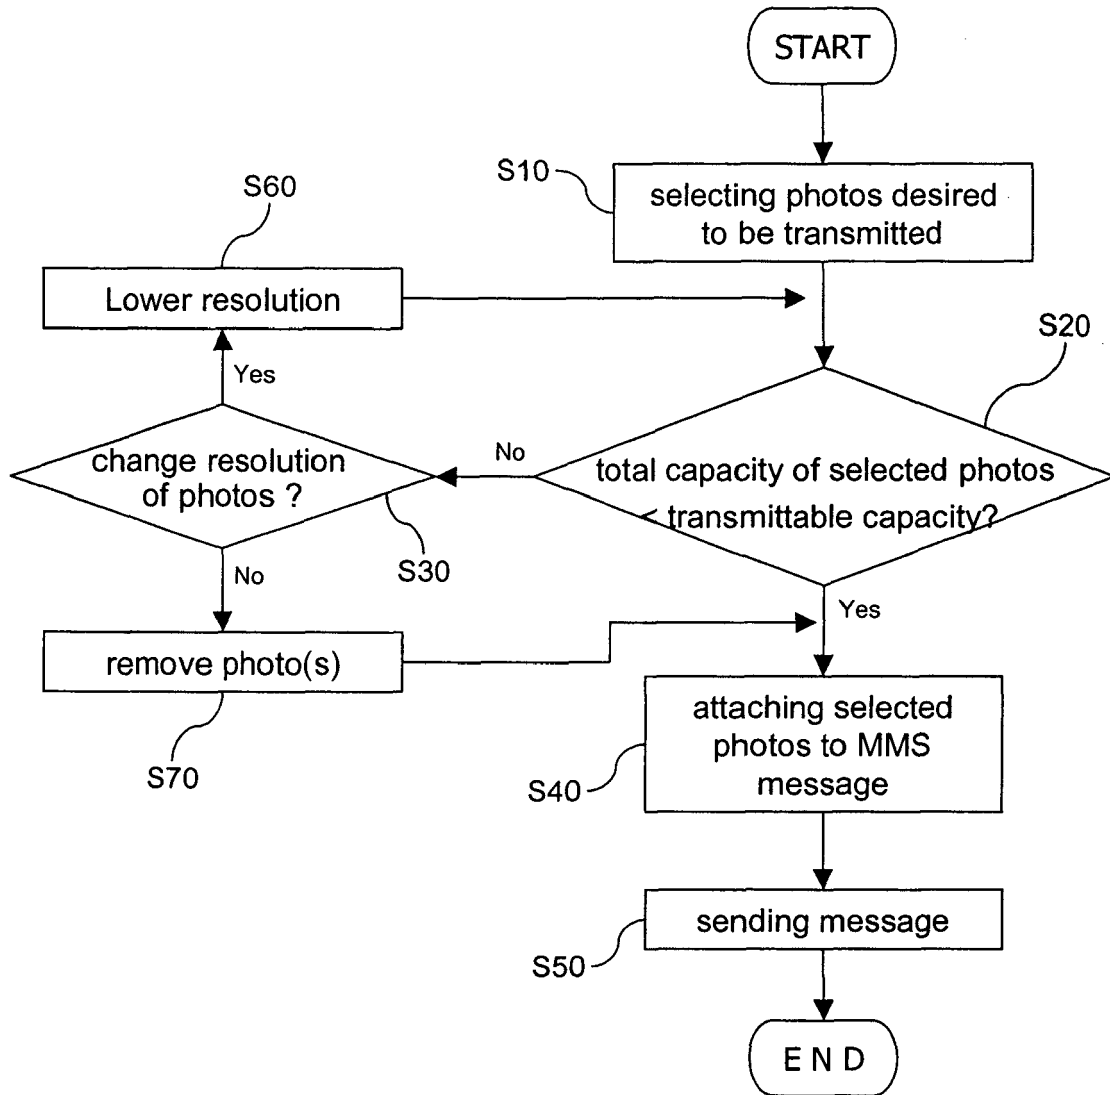 START
S10
selecting photos desired
to be transmitted
S60
Lower resolution
S20
Yes
change resolution
of photos ?
No
total capacity of selected photos
< transmittable capacity?
S30
No
Yes
remove photo(s)
S70
attaching selected
photos to MMS
message
S40
sending message
S50
E N D